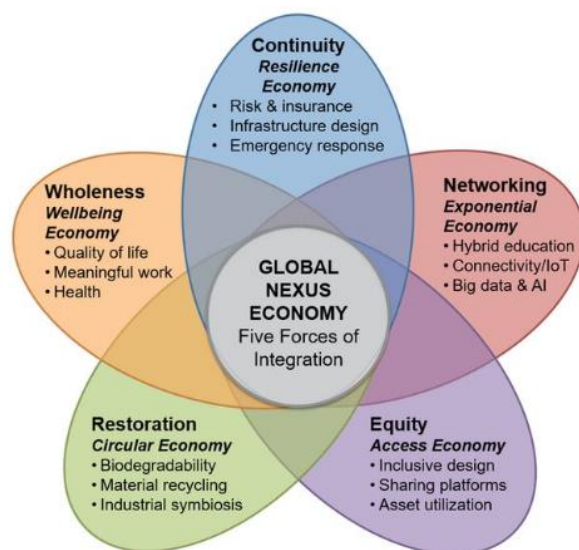 Continuity
Resilience
Economy
• Risk & insurance
• Infrastructure design
• Emergency response
Wholeness
Wellbeing
Economy
• Quality of life
• Meaningful work
• Health
Networking
Exponential
Economy
• Hybrid education
• Connectivity/IoT
• Big data & AI
GLOBAL
NEXUS
ECONOMY
Five Forces of
Integration
Restoration
Circular Economy
• Biodegradability
• Material recycling
• Industrial symbiosis
Equity
Access Economy
• Inclusive design
• Sharing platforms
• Asset utilization